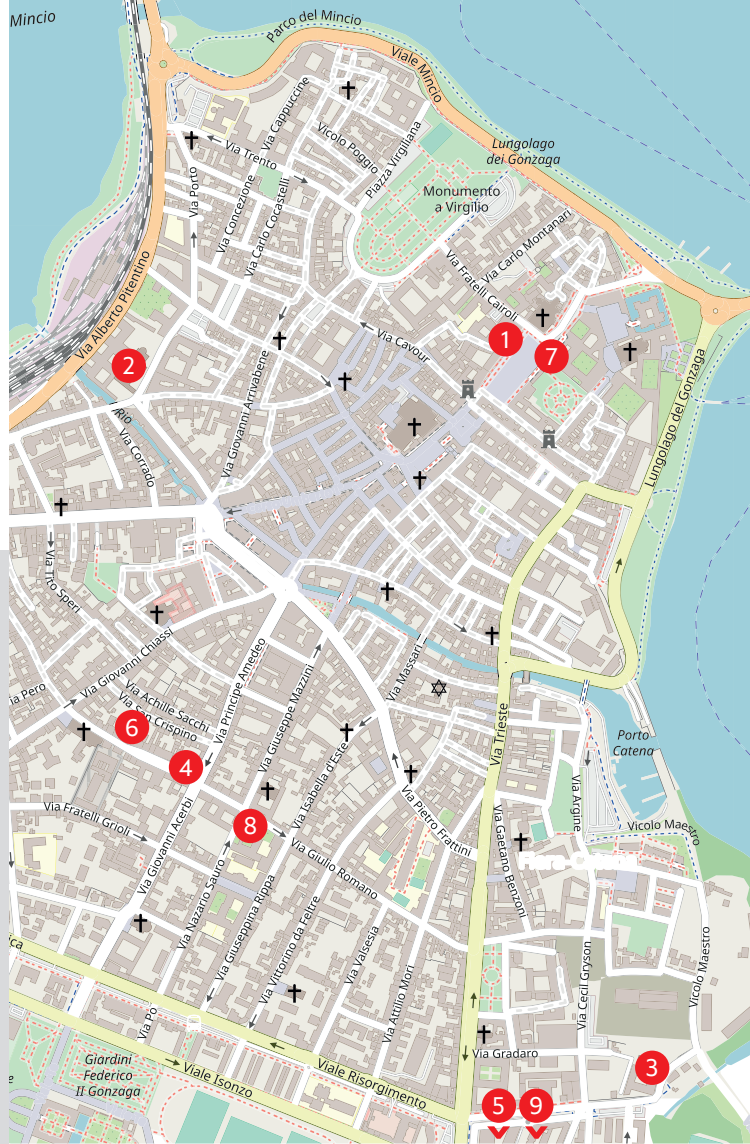 Mincio
Parco del Mincio
Viale Mincio
Via Cappuccine
Lungolago
dei Gonzaga
Via Trento
Vicolo Poggio
Piazza Virgiliana
Monumento
a Virgilio
Via Porto
Via Concezione
Via Carlo Cocastelli
Via Carlo Montanari
Via Fratelli Cairoli
Via Alberto Pitentino
Via Cavour
1
7
2
Lungolago del Gonzaga
Via Giovanni Arrivabene
Rio
Via Corrado
Via Tito Speri
Via Giovanni Chiassi
ia Pero
Via Achille Sacchi
Via San Crispino
6
Via Principe Amedeo
Via Giuseppe Mazzini
Via Massari
Via Isabella d'Este
Via Trieste
Porto
Catena
4
Via Pietro Frattini
Via Argine
Vicolo Maestro
Via Fratelli Grioli
8
Via Giovanni Acerbi
Via Giulio Romano
Via Gaetano Benzoni
Via Nazario Sauro
Via Giuseppina Rippa
Via Vittorino da Feltre
Via Valsesia
Via Attilio Mori
Via Cecil Gryson
Vicolo Maestro
ica
Via Po
Via Gradaro
3
Giardini
Federico
II Gonzaga
e
Viale Isonzo
Viale Risorgimento
5
9